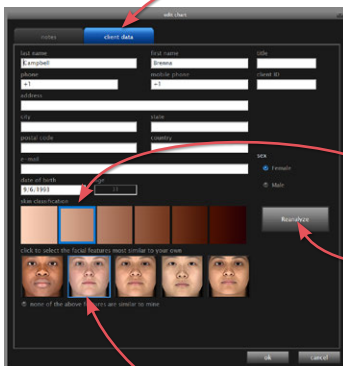 edit chart
notes client data
last name first name title
Campbell Brenna
phone mobile phone client ID
+1 +1
address
city state
postal code country
e-mail sex
Female
date of birth age
Male
skin classification
Reanalyze
click to select the facial features most similar to your own
none of the above features are similar to mine
ok cancel